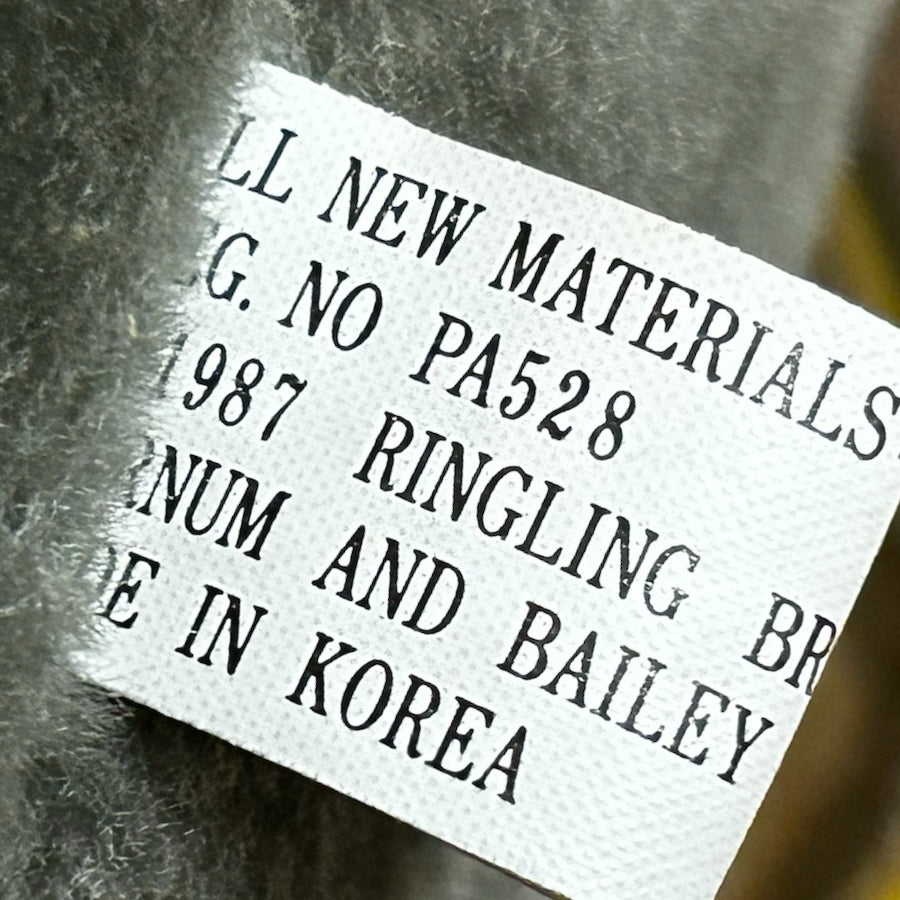 LL NEW MATERIALS
G. NO PA528
1987 RINGLING BR
NUM AND BAILEY
E IN KOREA